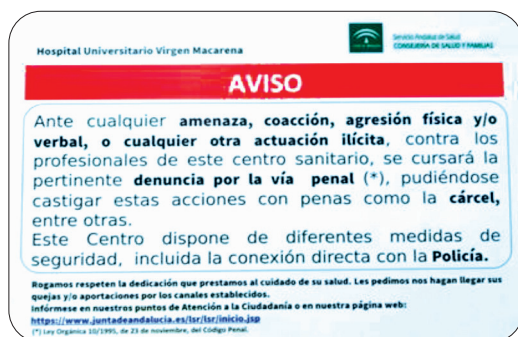 Hospital Universitario Virgen Macarena
Servicio Andaluz de Salud
CONSEJERÍA DE SALUD Y FAMILIAS
AVISO
Ante cualquier amenaza, coacción, agresión física y/o
verbal, o cualquier otra actuación ilícita, contra los
profesionales de este centro sanitario, se cursará la
pertinente denuncia por la vía penal (*), pudiéndose
castigar estas acciones con penas como la cárcel,
entre otras.
Este Centro dispone de diferentes medidas de
seguridad, incluida la conexión directa con la Policía.
Rogamos respeten la dedicación que prestamos al cuidado de su salud. Les pedimos nos hagan llegar sus
quejas y/o aportaciones por los canales establecidos.
Infórmese en nuestros puntos de Atención a la Ciudadanía o en nuestra página web:
https://www.juntadeandalucia.es/lsr/lsr/inicio.jsp
(*) Ley Orgánica 10/1995, de 23 de noviembre, del Código Penal.